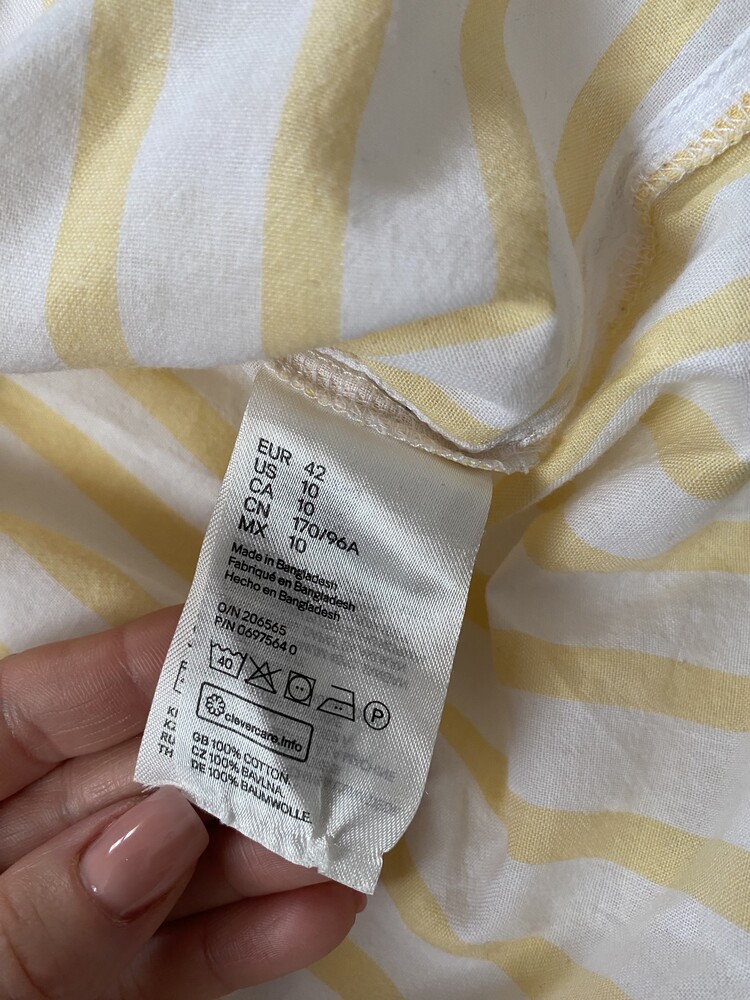 EUR 42
US 10
CA 10
CN 170/96A
MX 10
Made in Bangladesh
Fabriqué en Bangladesh
Hecho en Bangladesh
O/N 206565
P/N 0697564 0
40
P
clevercare.info
GB 100% COTTON
CZ 100% BAVLNA
DE 100% BAUMWOLLE